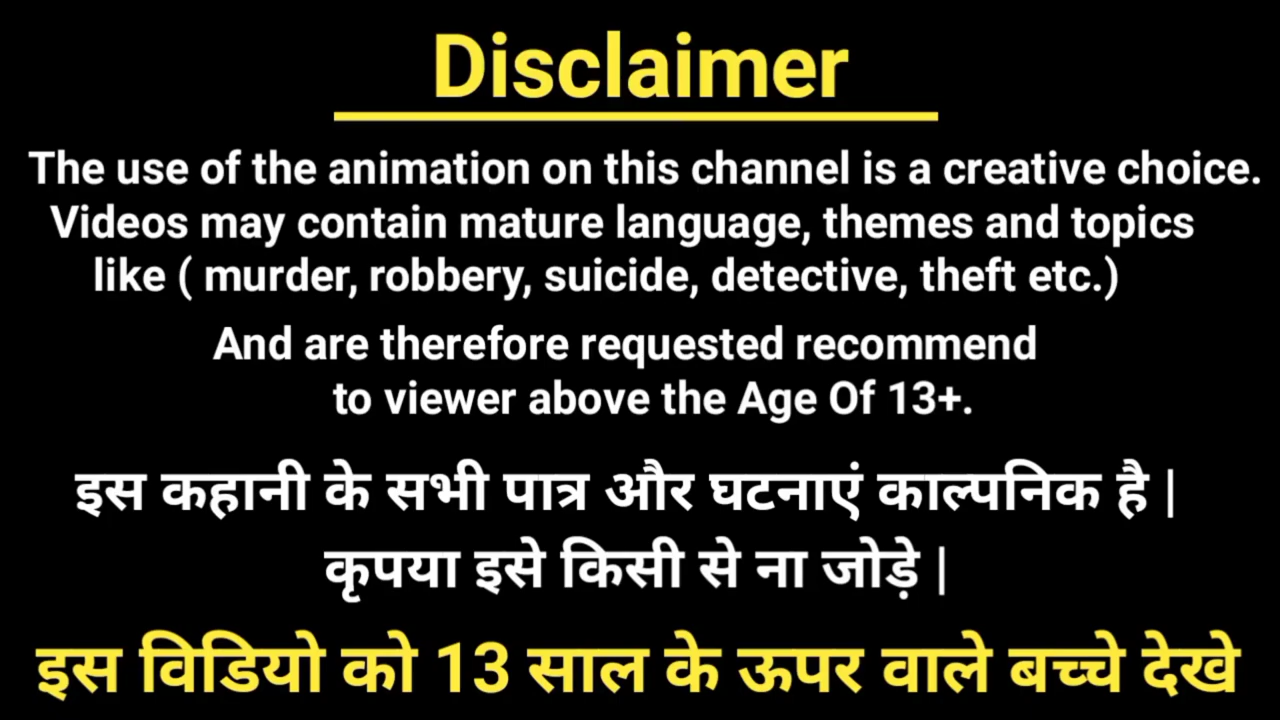 Disclaimer
The use of the animation on this channel is a creative choice.
Videos may contain mature language, themes and topics
like ( murder, robbery, suicide, detective, theft etc.)
And are therefore requested recommend
to viewer above the Age Of 13+.
इस कहानी के सभी पात्र और घटनाएं काल्पनिक है |
कृपया इसे किसी से ना जोड़े |
इस विडियो को 13 साल के ऊपर वाले बच्चे देखे